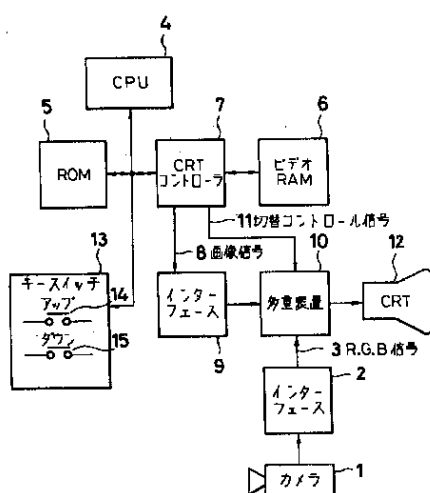 4
CPU
5
ROM
7
CRT
コントローラ
6
ビデオ
RAM
11切替コントロール信号
8 画像信号
13
キースイッチ
アップ
14
ダウン
15
インター
フェース
9
10
多重装置
12
CRT
3 R.G.B 信号
2
インター
フェース
カメラ
1